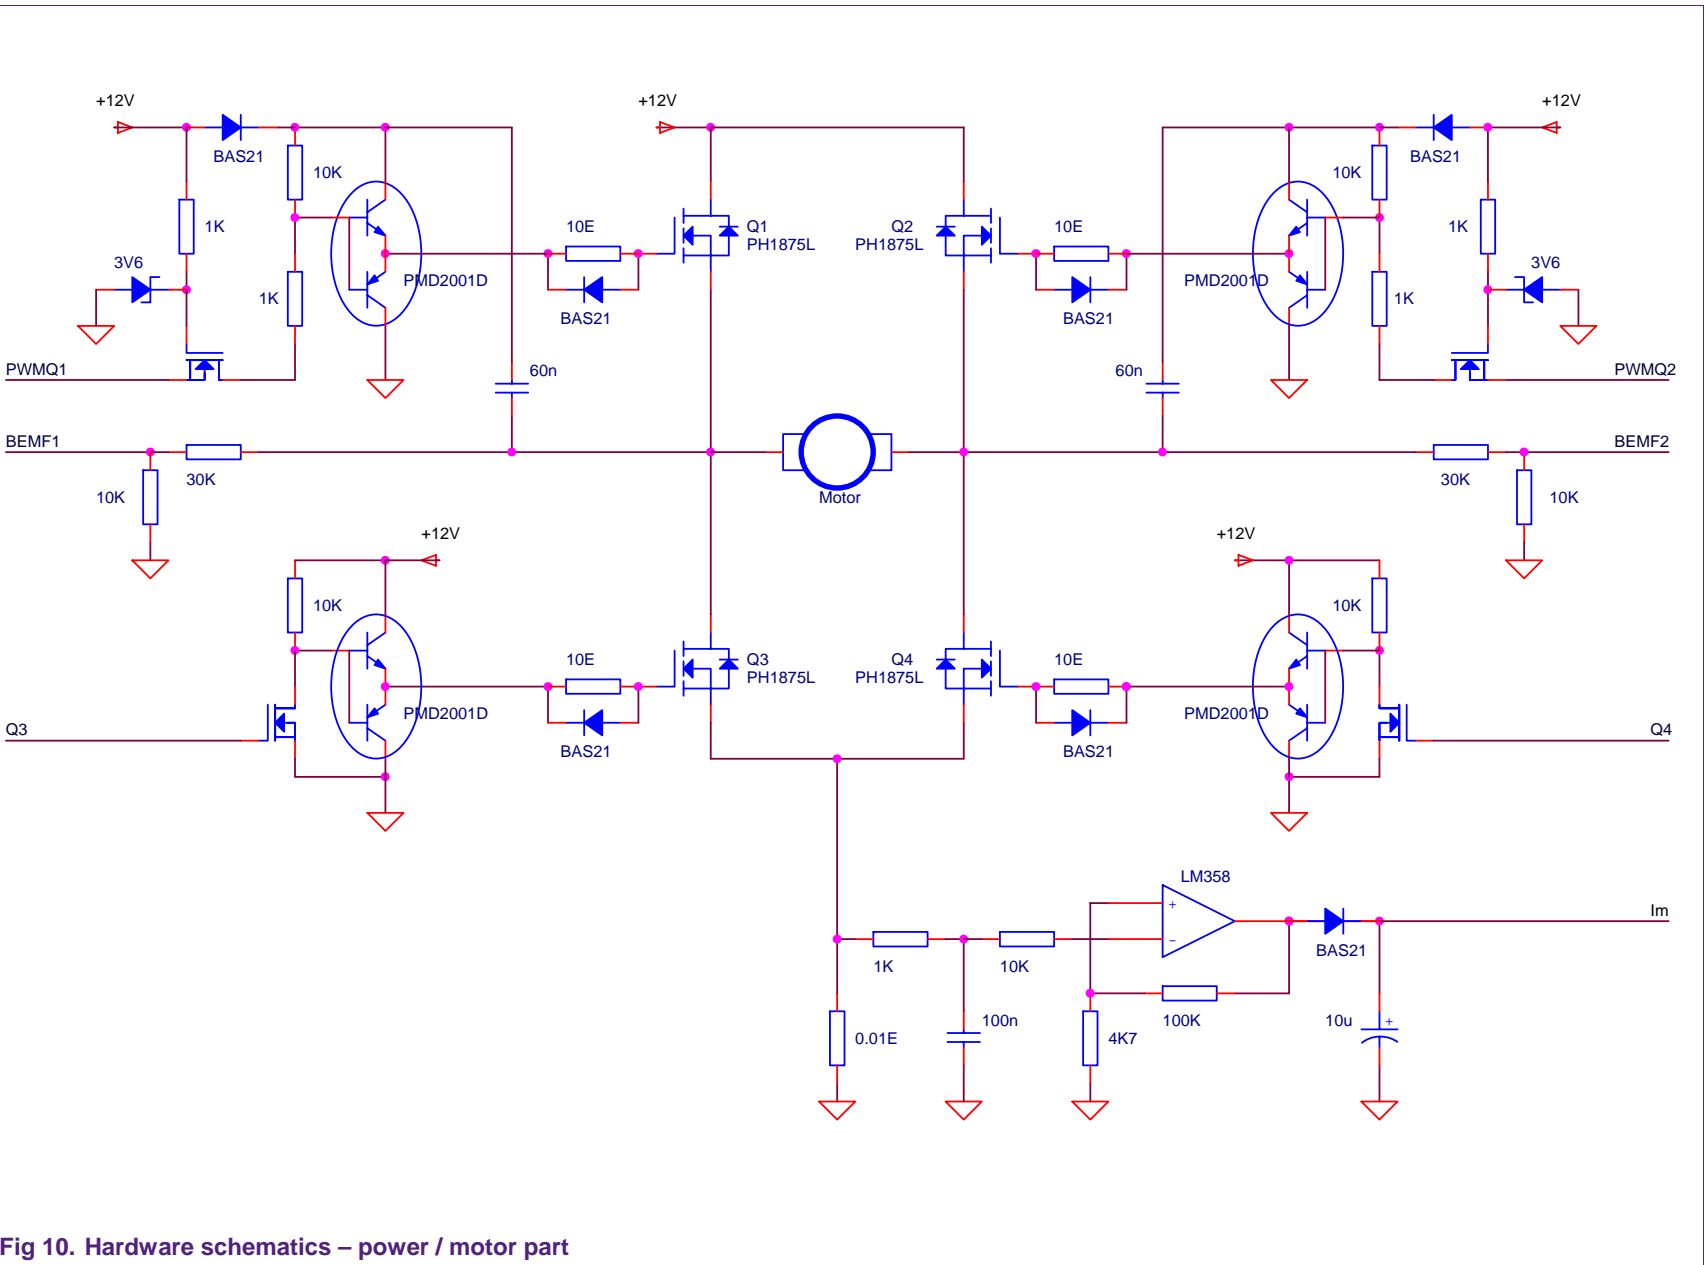 +12V
+12V
+12V
BAS21
BAS21
10K
10K
1K
Q1
PH1875L
10E
Q2
PH1875L
10E
1K
3V6
PMD2001D
PMD2001D
3V6
1K
1K
BAS21
BAS21
PWMQ1
60n
60n
PWMQ2
BEMF1
BEMF2
30K
30K
10K
Motor
10K
+12V
+12V
10K
10K
10E
Q3
PH1875L
Q4
PH1875L
10E
PMD2001D
PMD2001D
Q3
BAS21
BAS21
Q4
LM358
+
−
Im
BAS21
1K
10K
100n
100K
10u
+
0.01E
4K7
Fig 10. Hardware schematics – power / motor part